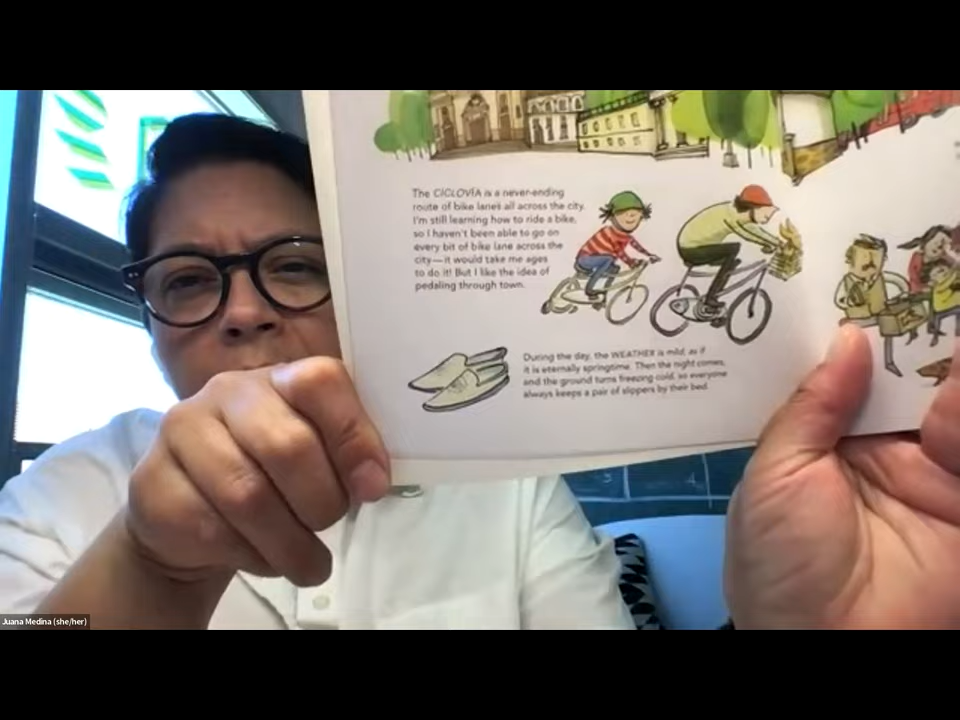 The CICLOVÍA is a never-ending
route of bike lanes all across the city.
I'm still learning how to ride a bike,
so I haven't been able to go on
every bit of bike lane across the
city—it would take me ages
to do it! But I like the idea of
pedaling through town.
During the day, the WEATHER is mild, as if
it is eternally springtime. Then the night comes,
and the ground turns freezing cold, so everyone
always keeps a pair of slippers by their bed.
Juana Medina (she/her)